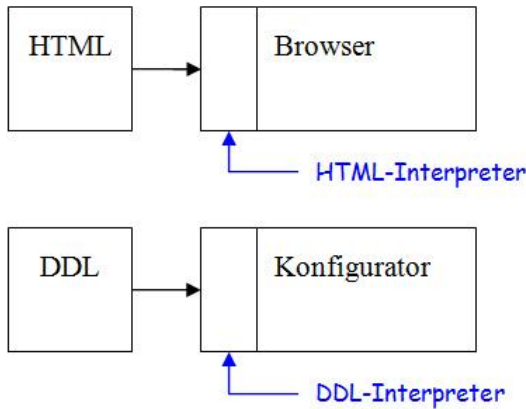 HTML
Browser
HTML-Interpreter
DDL
Konfigurator
DDL-Interpreter